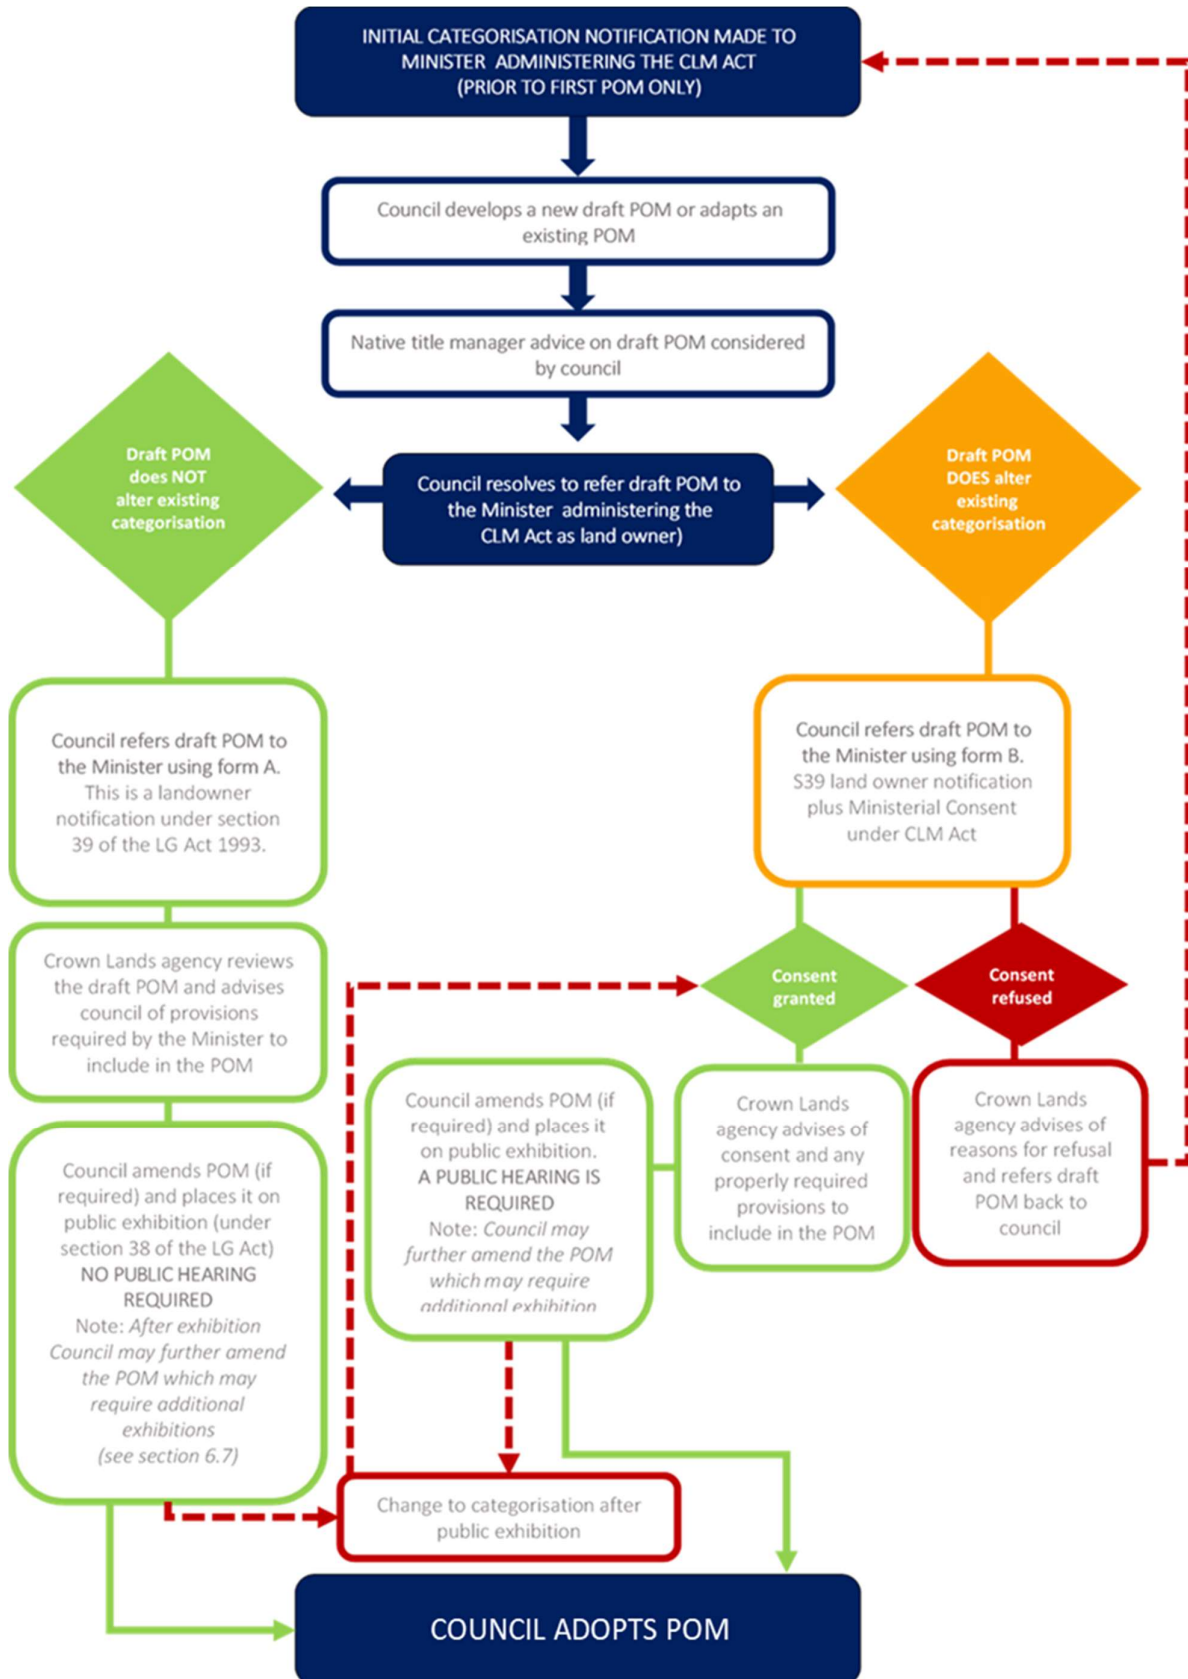 INITIAL CATEGORISATION NOTIFICATION MADE TO
MINISTER ADMINISTERING THE CLM ACT
(PRIOR TO FIRST POM ONLY)
Council develops a new draft POM or adapts an
existing POM
Native title manager advice on draft POM considered
by council
Council resolves to refer draft POM to
the Minister administering the
CLM Act as land owner)
Draft POM
does NOT
alter existing
categorisation
Draft POM
DOES alter
existing
categorisation
Council refers draft POM to
the Minister using form A.
This is a landowner
notification under section
39 of the LG Act 1993.
Crown Lands agency reviews
the draft POM and advises
council of provisions
required by the Minister to
include in the POM
Council amends POM (if
required) and places it on
public exhibition (under
section 38 of the LG Act)
NO PUBLIC HEARING
REQUIRED
Note: After exhibition
Council may further amend
the POM which may
require additional
exhibitions
(see section 6.7)
Council refers draft POM to
the Minister using form B.
S39 land owner notification
plus Ministerial Consent
under CLM Act
Consent
granted
Consent
refused
Council amends POM (if
required) and places it
on public exhibition.
A PUBLIC HEARING IS
REQUIRED
Note: Council may
further amend the POM
which may require
additional exhibition
Crown Lands
agency advises of
consent and any
properly required
provisions to
include in the POM
Crown Lands
agency advises of
reasons for refusal
and refers draft
POM back to
council
Change to categorisation after
public exhibition
COUNCIL ADOPTS POM